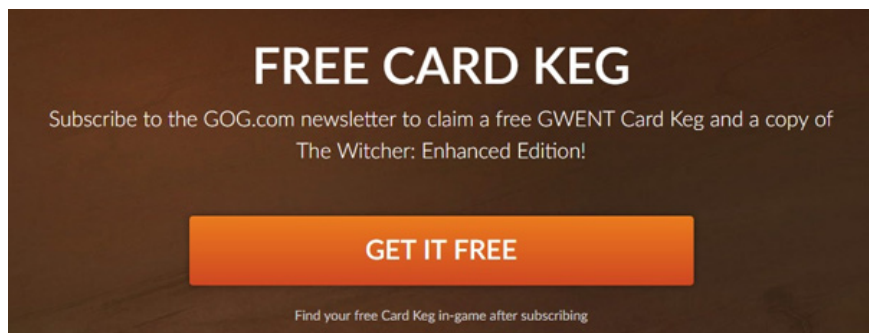 FREE CARD KEG
Subscribe to the GOG.com newsletter to claim a free GWENT Card Keg and a copy of
The Witcher: Enhanced Edition!
GET IT FREE
Find your free Card Keg in-game after subscribing